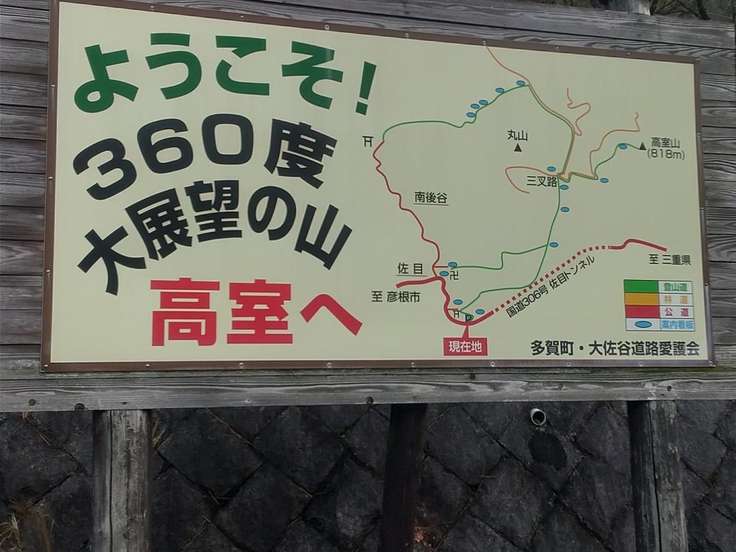 ようこそ！
360度
大展望の山
高室へ
丸山
高室山
(818m)
三叉路
南後谷
佐目
至 彦根市
至 三重県
国道306号 佐目トンネル
現在地
登山道
林道
公道
案内看板
多賀町・大佐谷道路愛護会